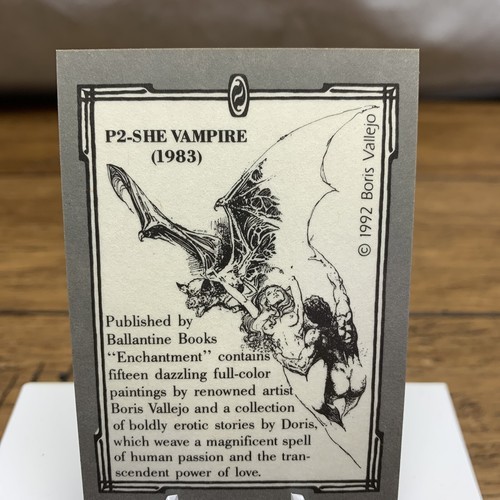 P2-SHE VAMPIRE
(1983)
© 1992 Boris Vallejo
Published by
Ballantine Books
“Enchantment” contains
fifteen dazzling full-color
paintings by renowned artist
Boris Vallejo and a collection
of boldly erotic stories by Doris,
which weave a magnificent spell
of human passion and the tran-
scendent power of love.